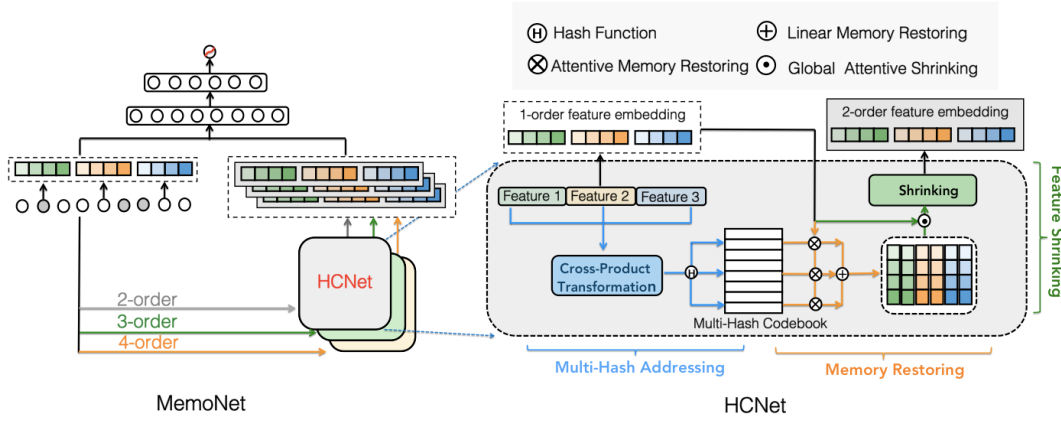 H Hash Function
Linear Memory Restoring
Attentive Memory Restoring
Global Attentive Shrinking
1-order feature embedding
2-order feature embedding
Feature 1
Feature 2
Feature 3
Shrinking
Cross-Product
Transformation
H
Multi-Hash Codebook
Feature Shrinking
Multi-Hash Addressing
Memory Restoring
HCNet
HCNet
2-order
3-order
4-order
MemoNet